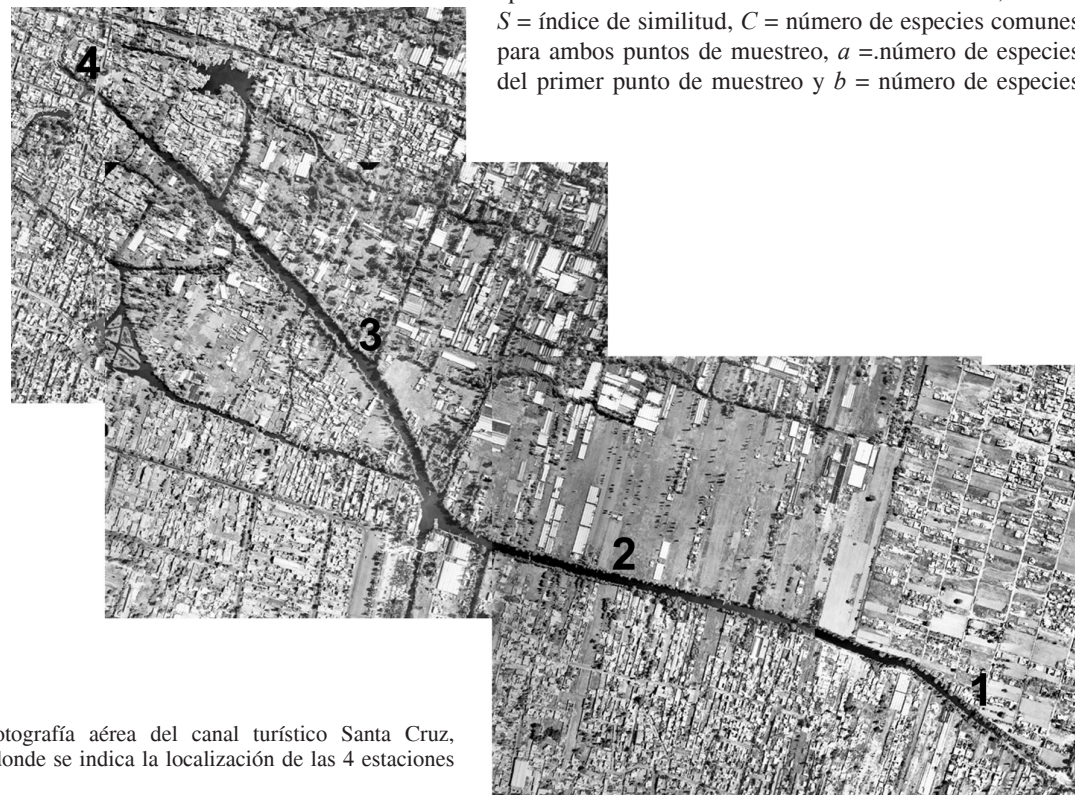 S = índice de similitud, C = número de especies comunes
para ambos puntos de muestreo, a =.número de especies
del primer punto de muestreo y b = número de especies
4
3
2
1
otografía aérea del canal turístico Santa Cruz,
donde se indica la localización de las 4 estaciones